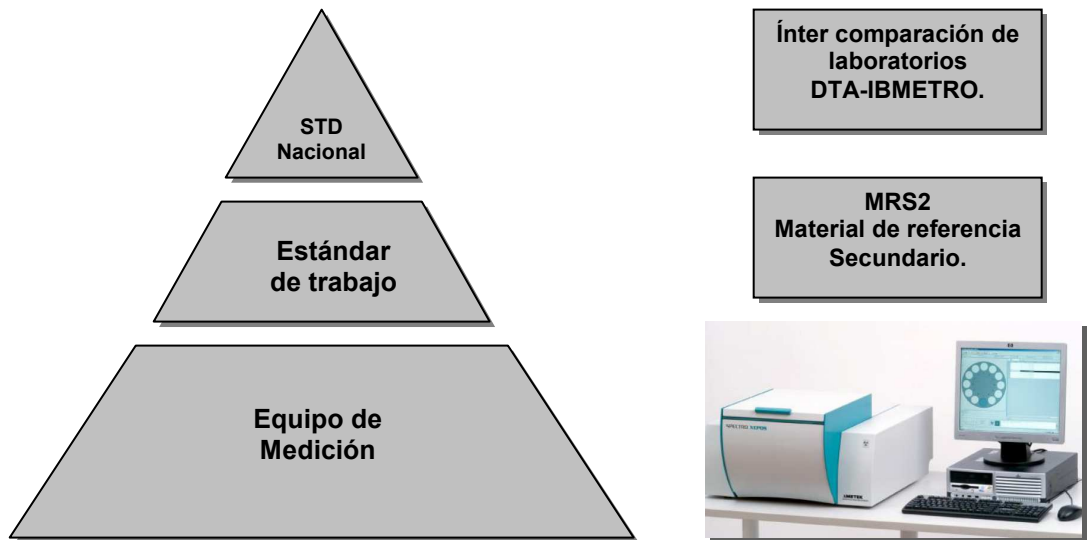 STD
Nacional
Ínter comparación de
laboratorios
DTA-IBMETRO.
Estándar
de trabajo
MRS2
Material de referencia
Secundario.
Equipo de
Medición
SPECTRO XEPOS
AMETEK
hp